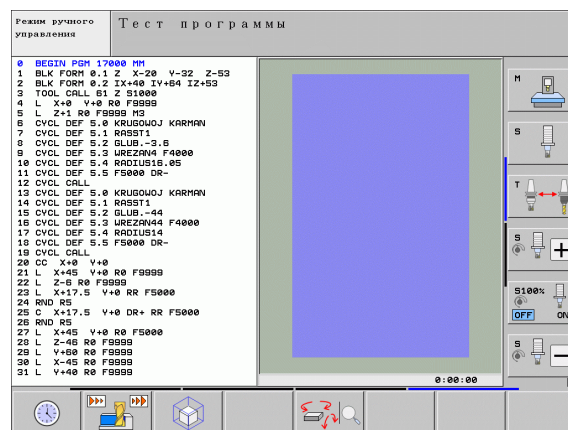 Режим ручного
управления
Тест программы
0 BEGIN PGM 17000 MM
1 BLK FORM 0.1 Z X-20 Y-32 Z-53
2 BLK FORM 0.2 IX+40 IY+64 IZ+53
3 TOOL CALL 61 Z S1000
4 L X+0 Y+0 R0 F9999
5 L Z+1 R0 F9999 M3
6 CYCL DEF 5.0 KRUGOWOJ KARMAN
7 CYCL DEF 5.1 RASST1
8 CYCL DEF 5.2 GLUB.-3.6
9 CYCL DEF 5.3 WREZAN4 F4000
10 CYCL DEF 5.4 RADIUS16.05
11 CYCL DEF 5.5 F5000 DR-
12 CYCL CALL
13 CYCL DEF 5.0 KRUGOWOJ KARMAN
14 CYCL DEF 5.1 RASST1
15 CYCL DEF 5.2 GLUB.-44
16 CYCL DEF 5.3 WREZAN4 F4000
17 CYCL DEF 5.4 RADIUS14
18 CYCL DEF 5.5 F5000 DR-
19 CYCL CALL
20 CC X+0 Y+0
21 L X+45 Y+0 R0 F9999
22 L Z-6 R0 F9999
23 L X+17.5 Y+0 RR F5000
24 RND R5
25 C X+17.5 Y+0 DR+ RR F5000
26 RND R5
27 L X+45 Y+0 R0 F5000
28 L Z-46 R0 F9999
29 L Y+60 R0 F9999
30 L X-45 R0 F9999
31 L Y+40 R0 F9999
0:00:00
M
S
T
S
+
S100%
OFF ON
S
-